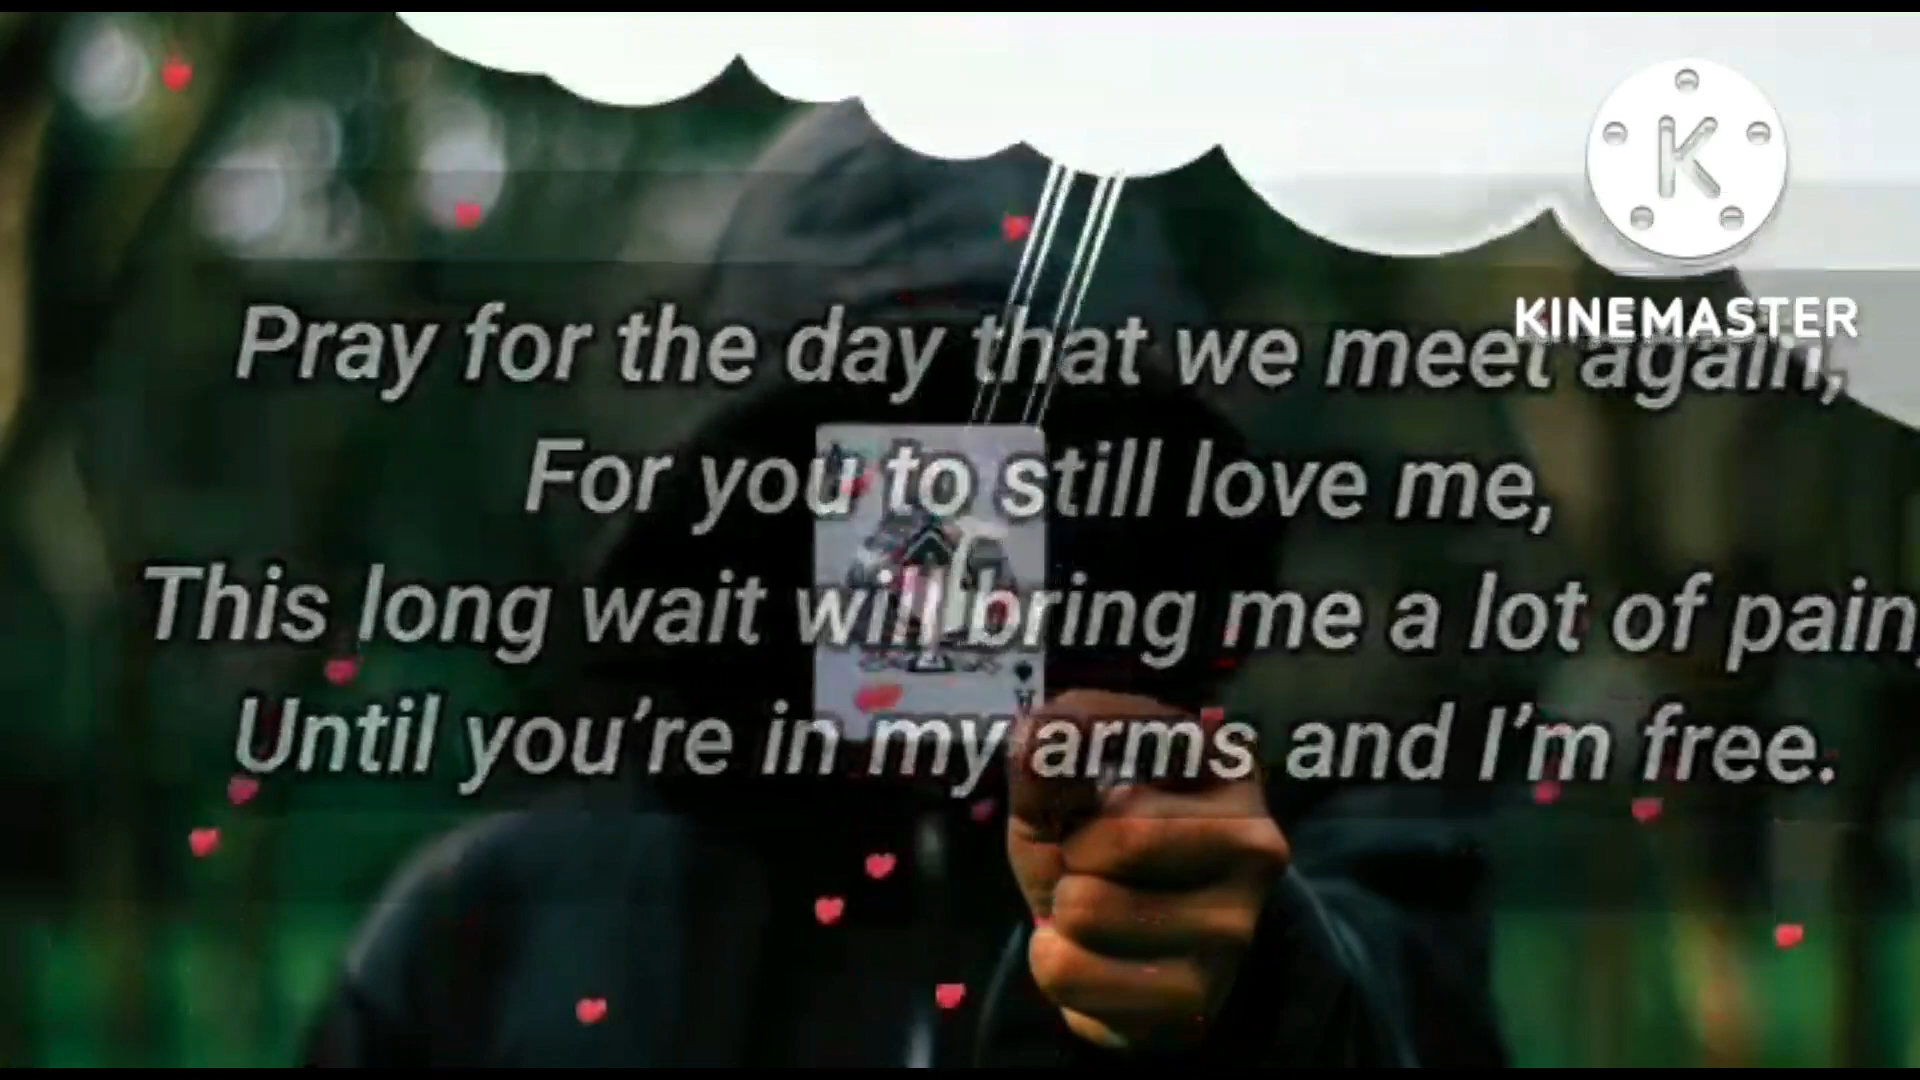 KINEMASTER
Pray for the day that we meet again,
For you to still love me,
This long wait will bring me a lot of pain,
Until you're in my arms and I'm free.